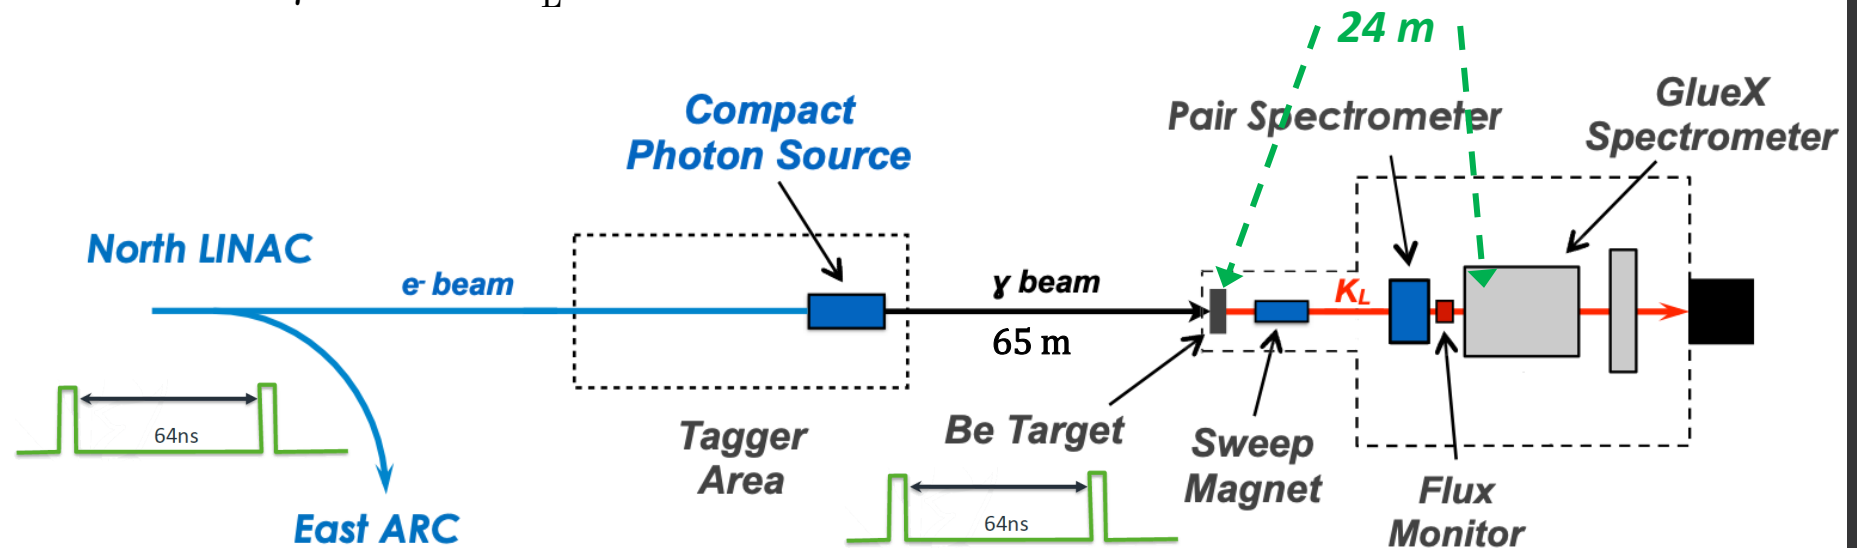 24 m
GlueX
Spectrometer
Pair Spectrometer
Compact
Photon Source
North LINAC
e- beam
ɣ beam
65 m
KL
64ns
Tagger
Area
Be Target
Sweep
Magnet
Flux
Monitor
64ns
East ARC